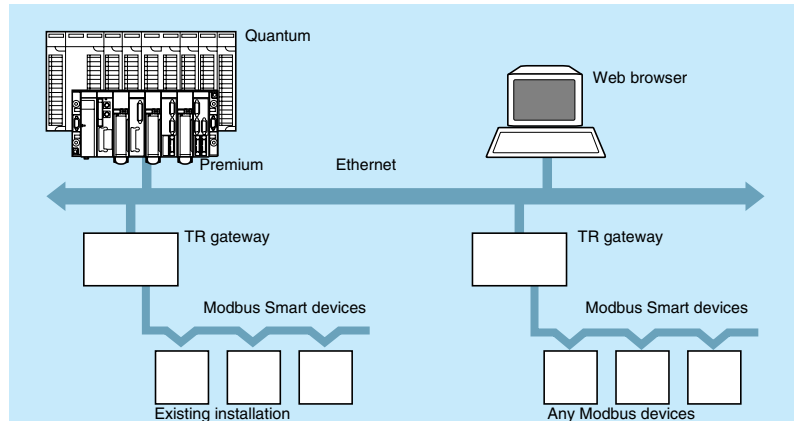 Quantum
Web browser
Premium
Ethernet
TR gateway
TR gateway
Modbus Smart devices
Modbus Smart devices
Existing installation
Any Modbus devices